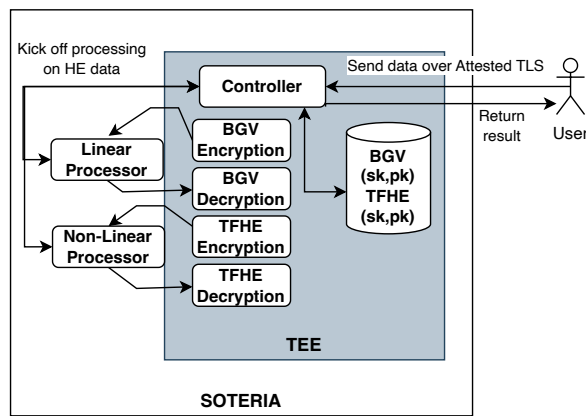 Kick off processing
on HE data
Controller
Send data over Attested TLS
Return
result
User
BGV
Encryption
Linear
Processor
BGV
Decryption
BGV
(sk,pk)
TFHE
(sk,pk)
TFHE
Encryption
Non-Linear
Processor
TFHE
Decryption
TEE
SOTERIA